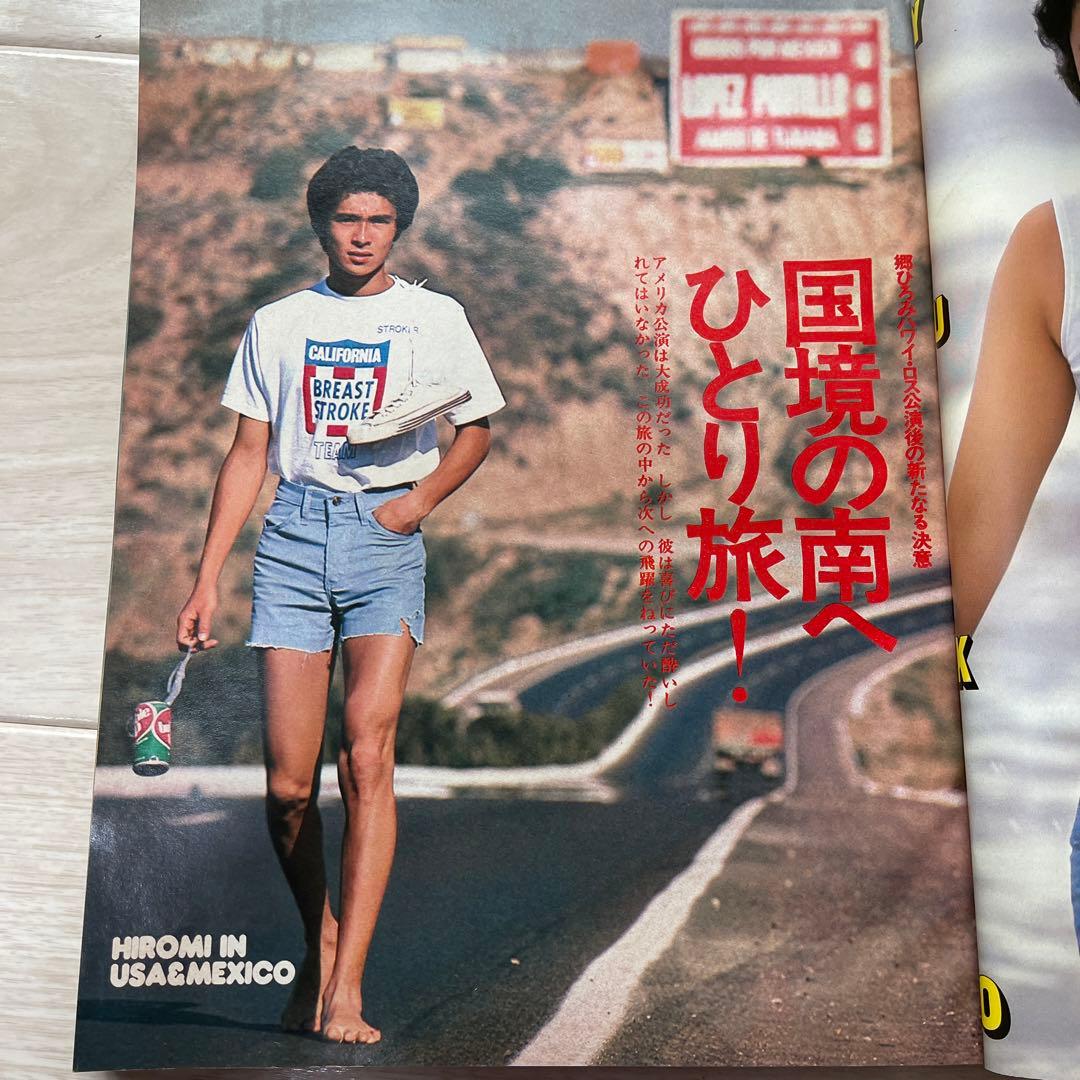 LOPEZ PORTILLO
郷ひろみハワイ・ロス公演後の新たなる決意
国境の南へ
ひとり旅!
アメリカ公演は大成功だった しかし 彼は喜びにただ酔いし
れてはいなかった この旅の中から次への飛躍をねっていた!
STROKER
CALIFORNIA
BREAST
STROKE
TEAM
HIROMI IN
USA&MEXICO
Y
U
K
O